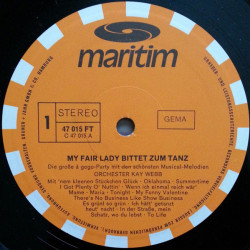 maritim
1
STEREO
47 015 FT
C 47 015 A
GEMA
MY FAIR LADY BITTET ZUM TANZ
Die große à gogo-Party mit den schönsten Musical-Melodien
ORCHESTER KAY WEBB
Mit 'nem kleinen Stückchen Glück · Oklahoma · Summertime
I Got Plenty O' Nuttin' · Wenn ich einmal reich wär'
Mame · Maria · Tonight · My Funny Valentine
There's No Business Like Show Business
Es grünt so grün · Ich hätt' getanzt
heut' nacht · In der Straße, mein
Schatz, wo du lebst · To Life